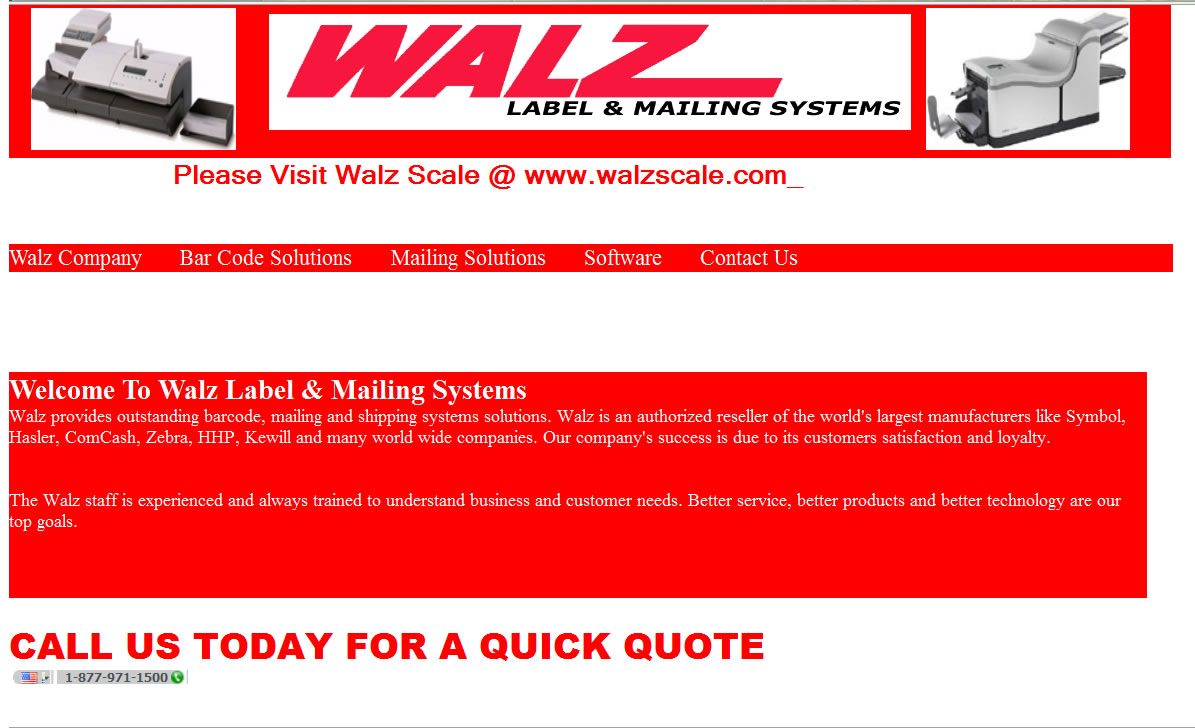 WALZ
LABEL & MAILING SYSTEMS
Please Visit Walz Scale @ www.walzscale.com_
Walz Company Bar Code Solutions Mailing Solutions Software Contact Us
Welcome To Walz Label & Mailing Systems
Walz provides outstanding barcode, mailing and shipping systems solutions. Walz is an authorized reseller of the world's largest manufacturers like Symbol,
Hasler, ComCash, Zebra, HHP, Kewill and many world wide companies. Our company's success is due to its customers satisfaction and loyalty.
The Walz staff is experienced and always trained to understand business and customer needs. Better service, better products and better technology are our
top goals.
CALL US TODAY FOR A QUICK QUOTE
1-877-971-1500